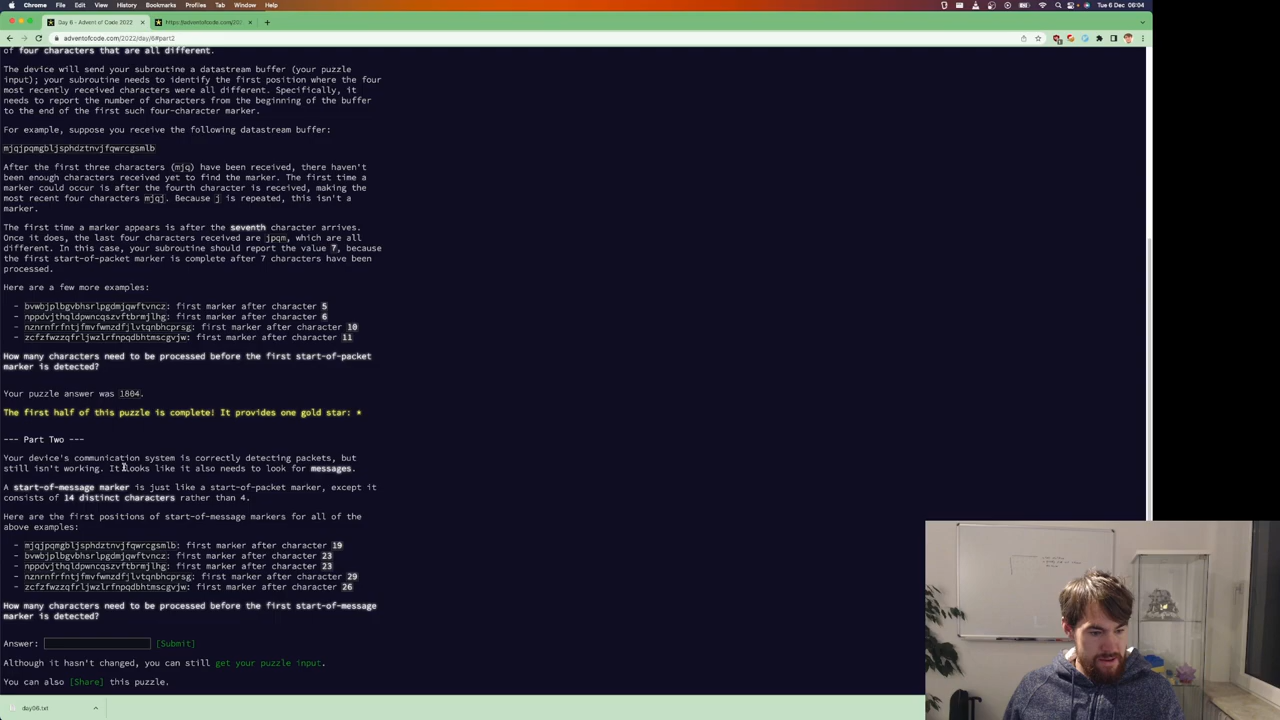 Chrome File Edit View History Bookmarks Profiles Tab Window Help
Tue 6 Dec 08:04
Day 6 - Advent of Code 2022
https://adventofcode.com/202
adventofcode.com/2022/day/6#part2
of four characters that are all different.
The device will send your subroutine a datastream buffer (your puzzle
input); your subroutine needs to identify the first position where the four
most recently received characters were all different. Specifically, it
needs to report the number of characters from the beginning of the buffer
to the end of the first such four-character marker.
For example, suppose you receive the following datastream buffer:
mjqjpqmgbljsphdztnvjfqwrcgsmlb
After the first three characters (mjq) have been received, there haven't
been enough characters received yet to find the marker. The first time a
marker could occur is after the fourth character is received, making the
most recent four characters mjqj. Because j is repeated, this isn't a
marker.
The first time a marker appears is after the seventh character arrives.
Once it does, the last four characters received are jpqm, which are all
different. In this case, your subroutine should report the value 7, because
the first start-of-packet marker is complete after 7 characters have been
processed.
Here are a few more examples:
- bvwbjplbgvbhsrlpgdmjqwftvncz: first marker after character 5
- nppdvjthqldpwncqszvftbrmjlhg: first marker after character 6
- nznrnfrfntjfmvfwmzdfjlvtqnbhcprsg: first marker after character 10
- zcfzfwzzqfrljwzlrfnpqdbhtmscgvjw: first marker after character 11
How many characters need to be processed before the first start-of-packet
marker is detected?
Your puzzle answer was 1804.
The first half of this puzzle is complete! It provides one gold star: *
--- Part Two ---
Your device's communication system is correctly detecting packets, but
still isn't working. It looks like it also needs to look for messages.
A start-of-message marker is just like a start-of-packet marker, except it
consists of 14 distinct characters rather than 4.
Here are the first positions of start-of-message markers for all of the
above examples:
- mjqjpqmgbljsphdztnvjfqwrcgsmlb: first marker after character 19
- bvwbjplbgvbhsrlpgdmjqwftvncz: first marker after character 23
- nppdvjthqldpwncqszvftbrmjlhg: first marker after character 23
- nznrnfrfntjfmvfwmzdfjlvtqnbhcprsg: first marker after character 29
- zcfzfwzzqfrljwzlrfnpqdbhtmscgvjw: first marker after character 26
How many characters need to be processed before the first start-of-message
marker is detected?
Answer: [Submit]
Although it hasn't changed, you can still get your puzzle input.
You can also [Share] this puzzle.
day06.txt